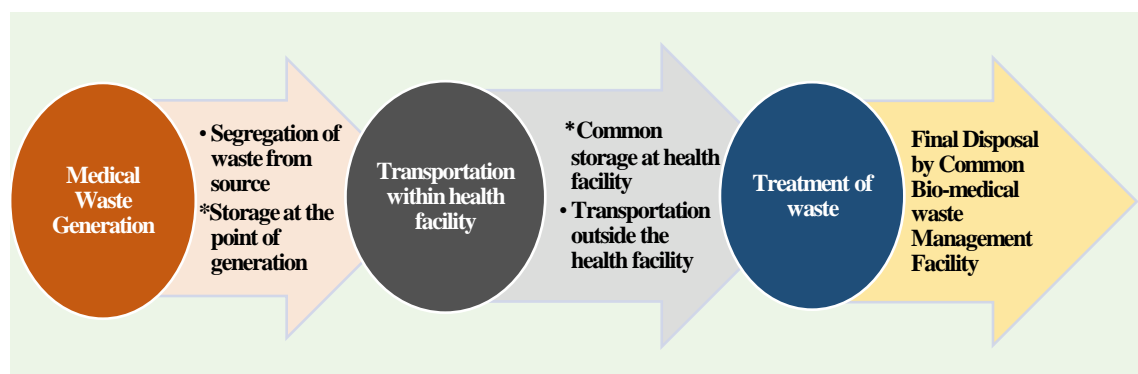 Medical
Waste
Generation
• Segregation of
waste from
source
*Storage at the
point of
generation
Transportation
within health
facility
* Common
storage at health
facility
• Transportation
outside the
health facility
Treatment of
waste
Final Disposal
by Common
Bio-medical
waste
Management
Facility